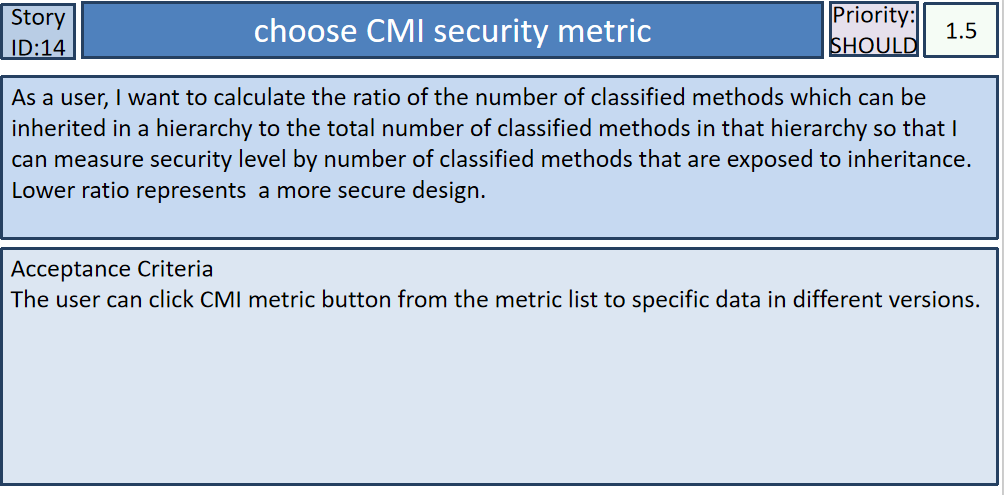 Story
ID:14
choose CMI security metric
Priority:
SHOULD
1.5
As a user, I want to calculate the ratio of the number of classified methods which can be
inherited in a hierarchy to the total number of classified methods in that hierarchy so that I
can measure security level by number of classified methods that are exposed to inheritance.
Lower ratio represents  a more secure design.
Acceptance Criteria
The user can click CMI metric button from the metric list to specific data in different versions.